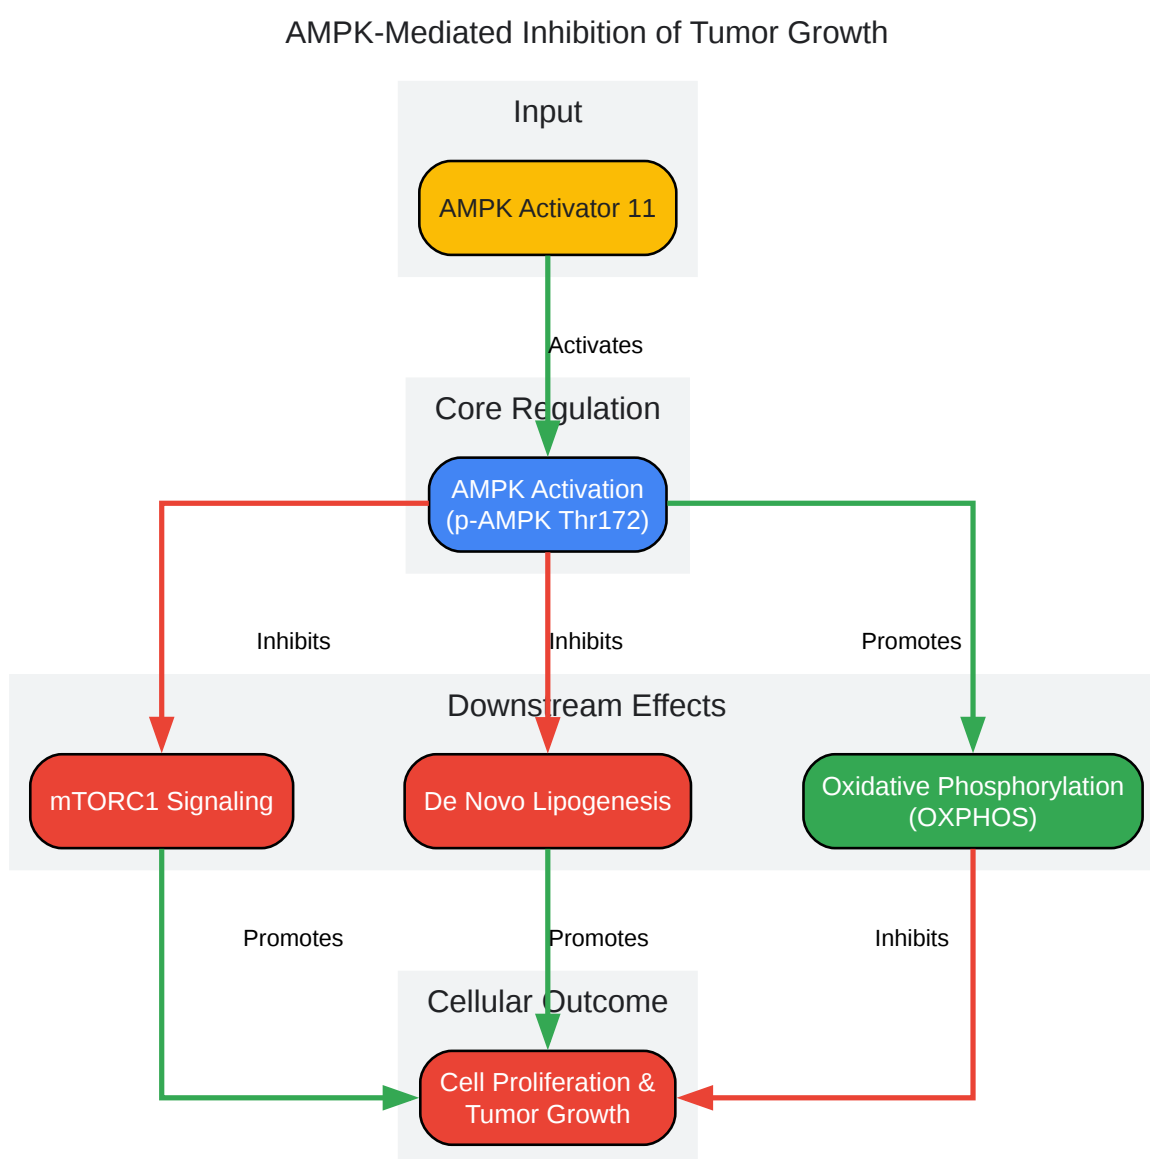 AMPK-Mediated Inhibition of Tumor Growth
Input
AMPK Activator 11
Activates
Core Regulation
AMPK Activation
(p-AMPK Thr172)
Inhibits
Inhibits
Promotes
Downstream Effects
mTORC1 Signaling
De Novo Lipogenesis
Oxidative Phosphorylation
(OXPHOS)
Promotes
Promotes
Inhibits
Cellular Outcome
Cell Proliferation &
Tumor Growth